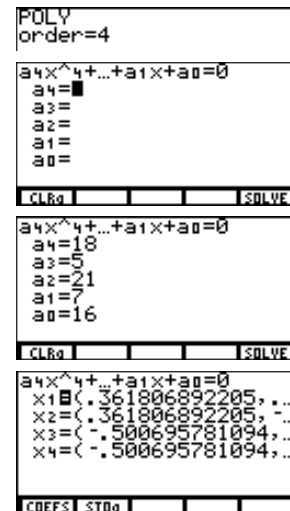 POLY
order=4
a4x^4+…+a1x+a0=0
a4=
a3=
a2=
a1=
a0=
CLRq SOLVE
a4x^4+…+a1x+a0=0
a4=18
a3=5
a2=21
a1=7
a0=16
CLRq SOLVE
a4x^4+…+a1x+a0=0
x1=(.361806892205,…
x2=(.361806892205,-…
x3=(-.500695781094,…
x4=(-.500695781094,…
COEFS STOa